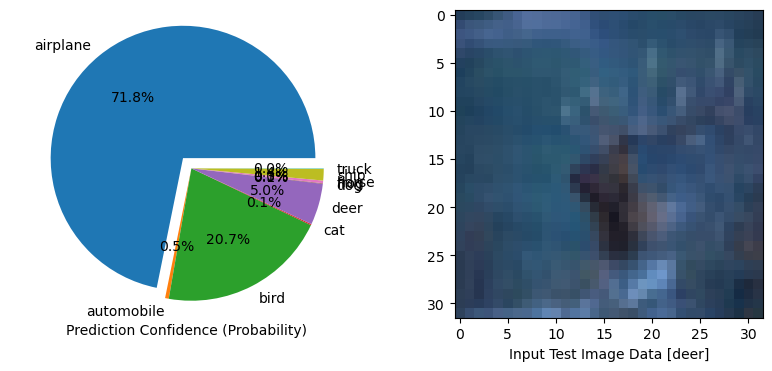 airplane
71.8%
0.5%
automobile
20.7%
bird
0.1%
cat
5.0%
deer
truck
0.0%
Prediction Confidence (Probability)
0
5
10
15
20
25
30
0
5
10
15
20
25
30
Input Test Image Data [deer]